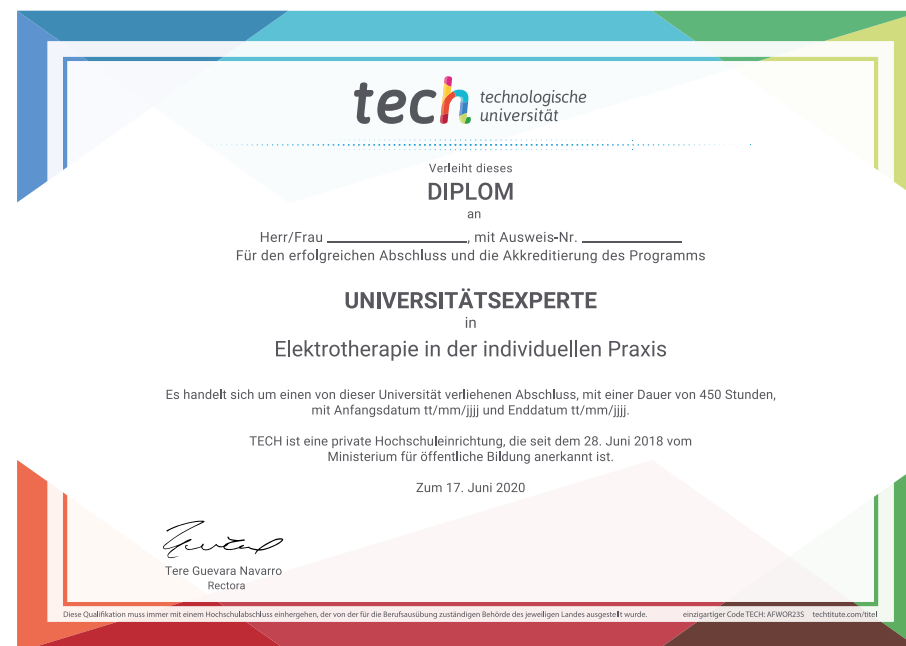 tech technologische
universität
Verleiht dieses
DIPLOM
an
Herr/Frau ________________, mit Ausweis-Nr. ____________
Für den erfolgreichen Abschluss und die Akkreditierung des Programms
UNIVERSITÄTSEXPERTE
in
Elektrotherapie in der individuellen Praxis
Es handelt sich um einen von dieser Universität verliehenen Abschluss, mit einer Dauer von 450 Stunden,
mit Anfangsdatum tt/mm/jjjj und Enddatum tt/mm/jjjj.
TECH ist eine private Hochschuleinrichtung, die seit dem 28. Juni 2018 vom
Ministerium für öffentliche Bildung anerkannt ist.
Zum 17. Juni 2020
Tere Guevara Navarro
Rectora
Diese Qualifikation muss immer mit einem Hochschulabschluss einhergehen, der von der für die Berufsausübung zuständigen Behörde des jeweiligen Landes ausgestellt wurde. einzigartiger Code TECH: AFWOR23S techtitute.com/titel